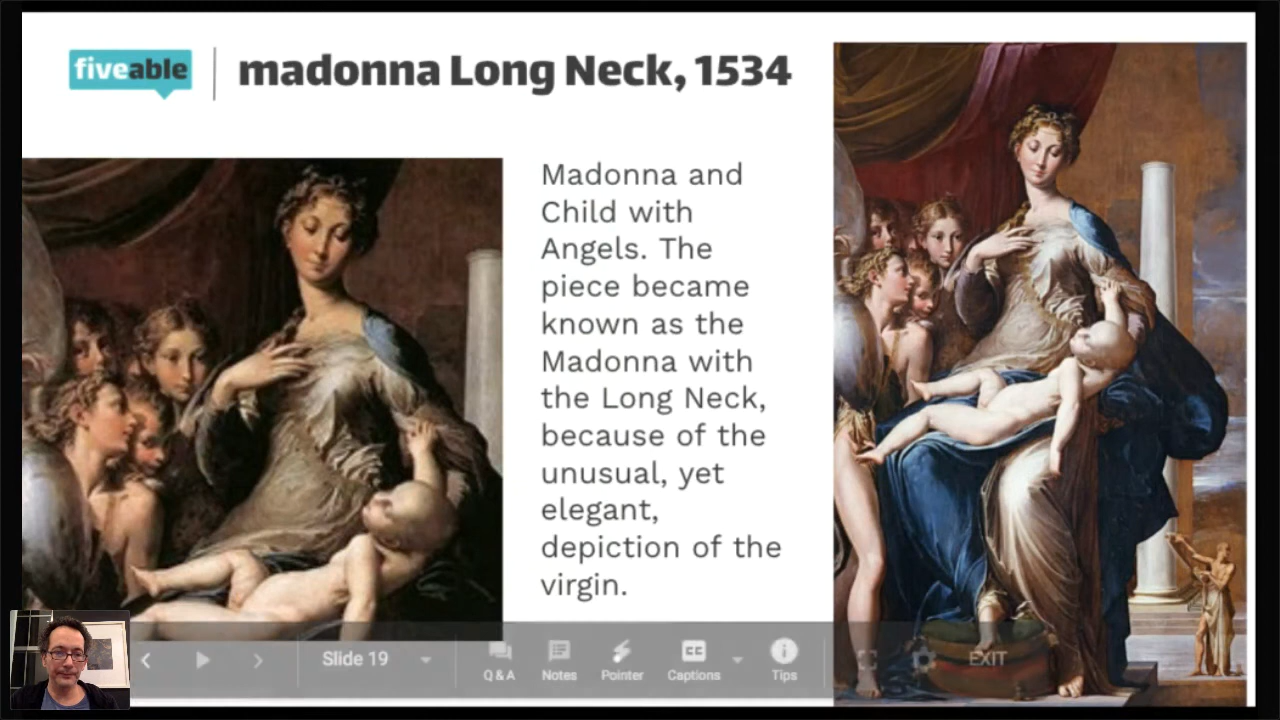 fiveable
madonna Long Neck, 1534
Madonna and
Child with
Angels. The
piece became
known as the
Madonna with
the Long Neck,
because of the
unusual, yet
elegant,
depiction of the
virgin.
Slide 19
Q & A
Notes
Pointer
CC
Captions
Tips
EXIT